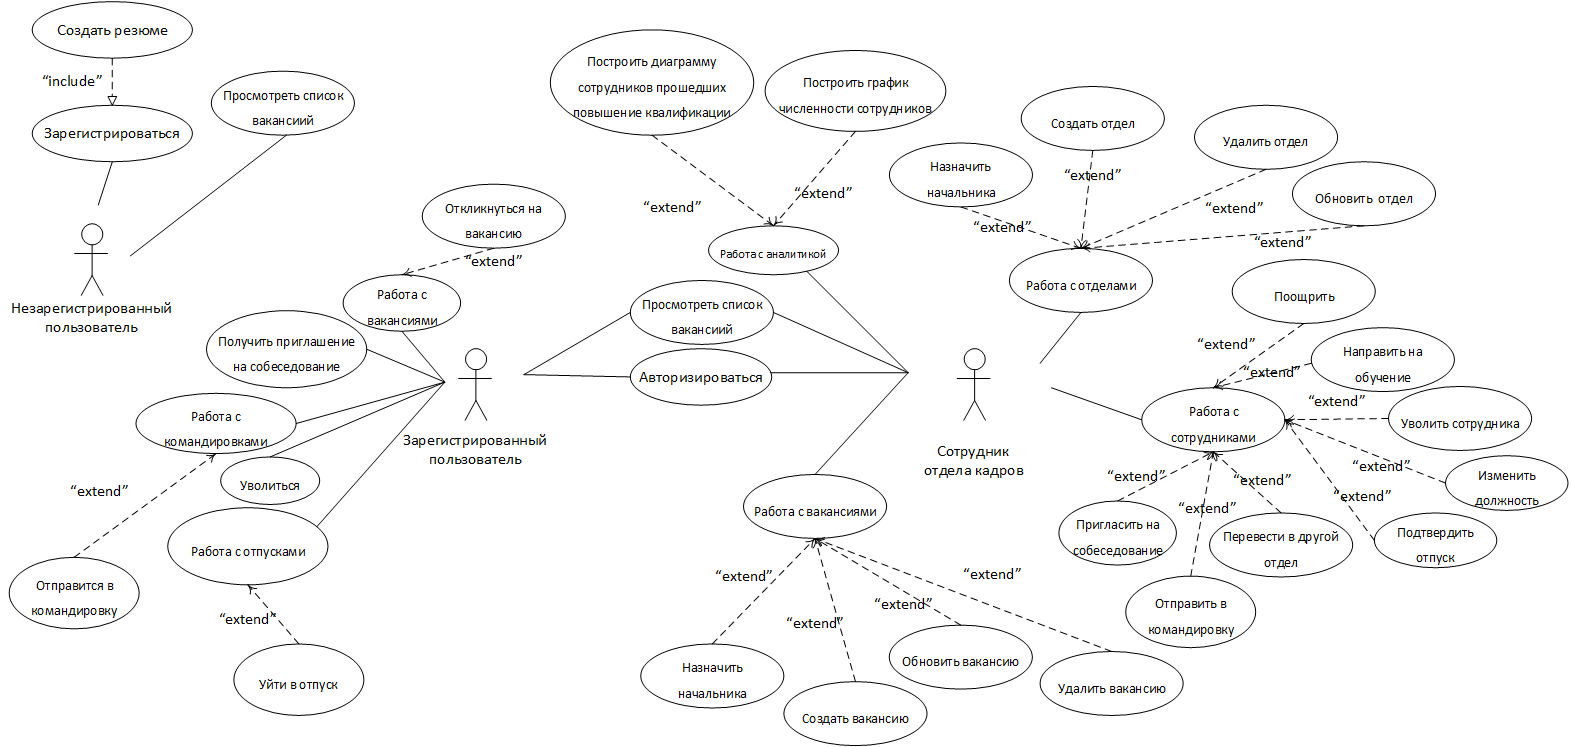 Создать резюме
“include”
Зарегистрироваться
Просмотреть список
вакансиий
Незарегистрированный
пользователь
Откликнуться на
вакансию
“extend”
Работа с
вакансиями
Получить приглашение
на собеседование
Работа с
командировками
“extend”
Уволиться
Работа с отпусками
Отправится в
командировку
“extend”
Уйти в отпуск
Зарегистрированный
пользователь
Построить диаграмму
сотрудников прошедших
повышение квалификации
Построить график
численности сотрудников
“extend”
“extend”
Работа с аналитикой
Просмотреть список
вакансиий
Авторизироваться
Сотрудник
отдела кадров
Работа с вакансиями
“extend”
“extend”
“extend”
“extend”
Назначить
начальника
Создать вакансию
Обновить вакансию
Удалить вакансию
Создать отдел
Удалить отдел
Назначить
начальника
Обновить отдел
“extend”
“extend”
“extend”
“extend”
Работа с отделами
Поощрить
“extend”
Направить на
обучение
“extend”
“extend”
Работа с
сотрудниками
Уволить сотрудника
“extend”
“extend”
“extend”
“extend”
“extend”
Изменить
должность
Пригласить на
собеседование
Перевести в другой
отдел
Подтвердить
отпуск
Отправить в
командировку